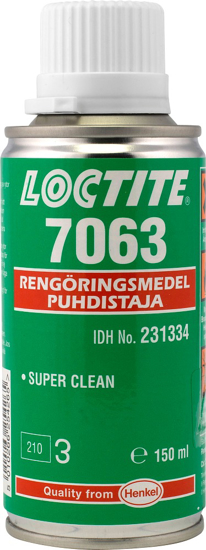 LOCTITE®
7063
RENGÖRINGSMEDEL
PUHDISTAJA
IDH No. 231334
• SUPER CLEAN
210 3 ℮ 150 ml
Quality from Henkel